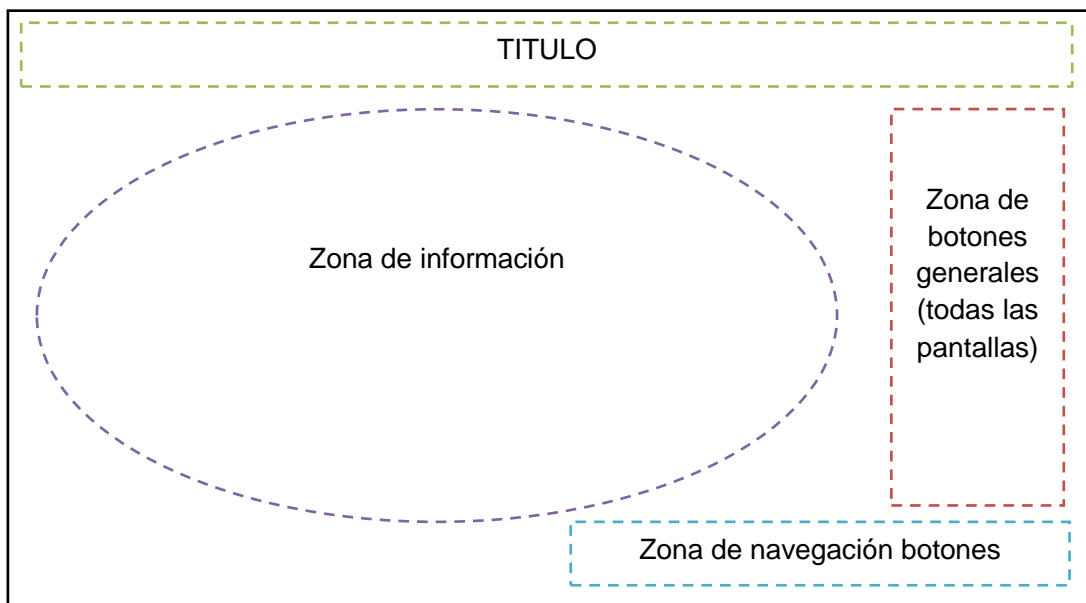 TITULO
Zona de información
Zona de
botones
generales
(todas las
pantallas)
Zona de navegación botones